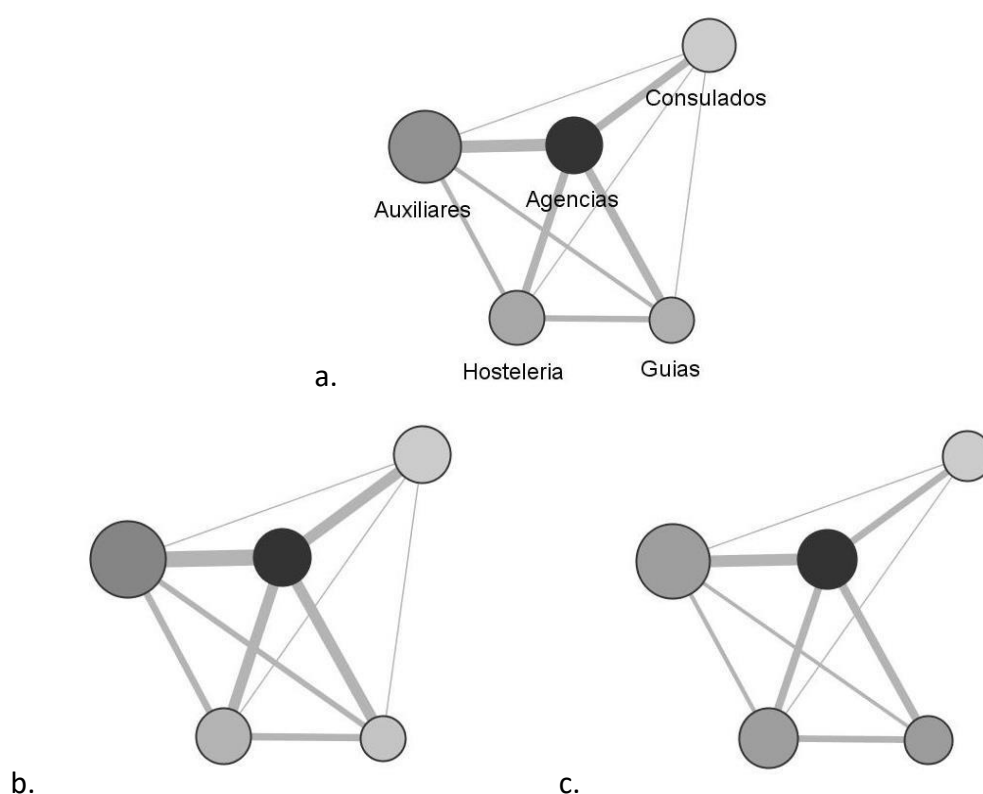 Consulados
Auxiliares
Agencias
Hosteleria
Guias
a.
b.
c.